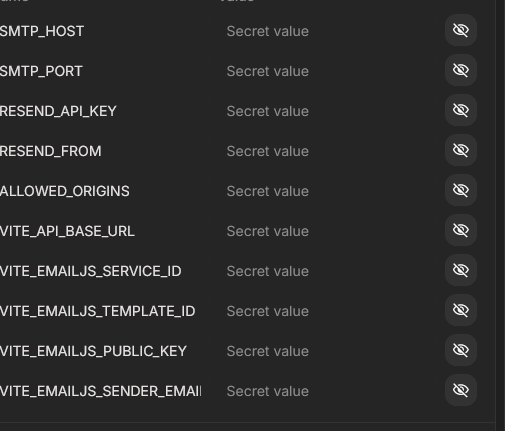 SMTP_HOST Secret value
SMTP_PORT Secret value
RESEND_API_KEY Secret value
RESEND_FROM Secret value
ALLOWED_ORIGINS Secret value
VITE_API_BASE_URL Secret value
VITE_EMAILJS_SERVICE_ID Secret value
VITE_EMAILJS_TEMPLATE_ID Secret value
VITE_EMAILJS_PUBLIC_KEY Secret value
VITE_EMAILJS_SENDER_EMAI Secret value